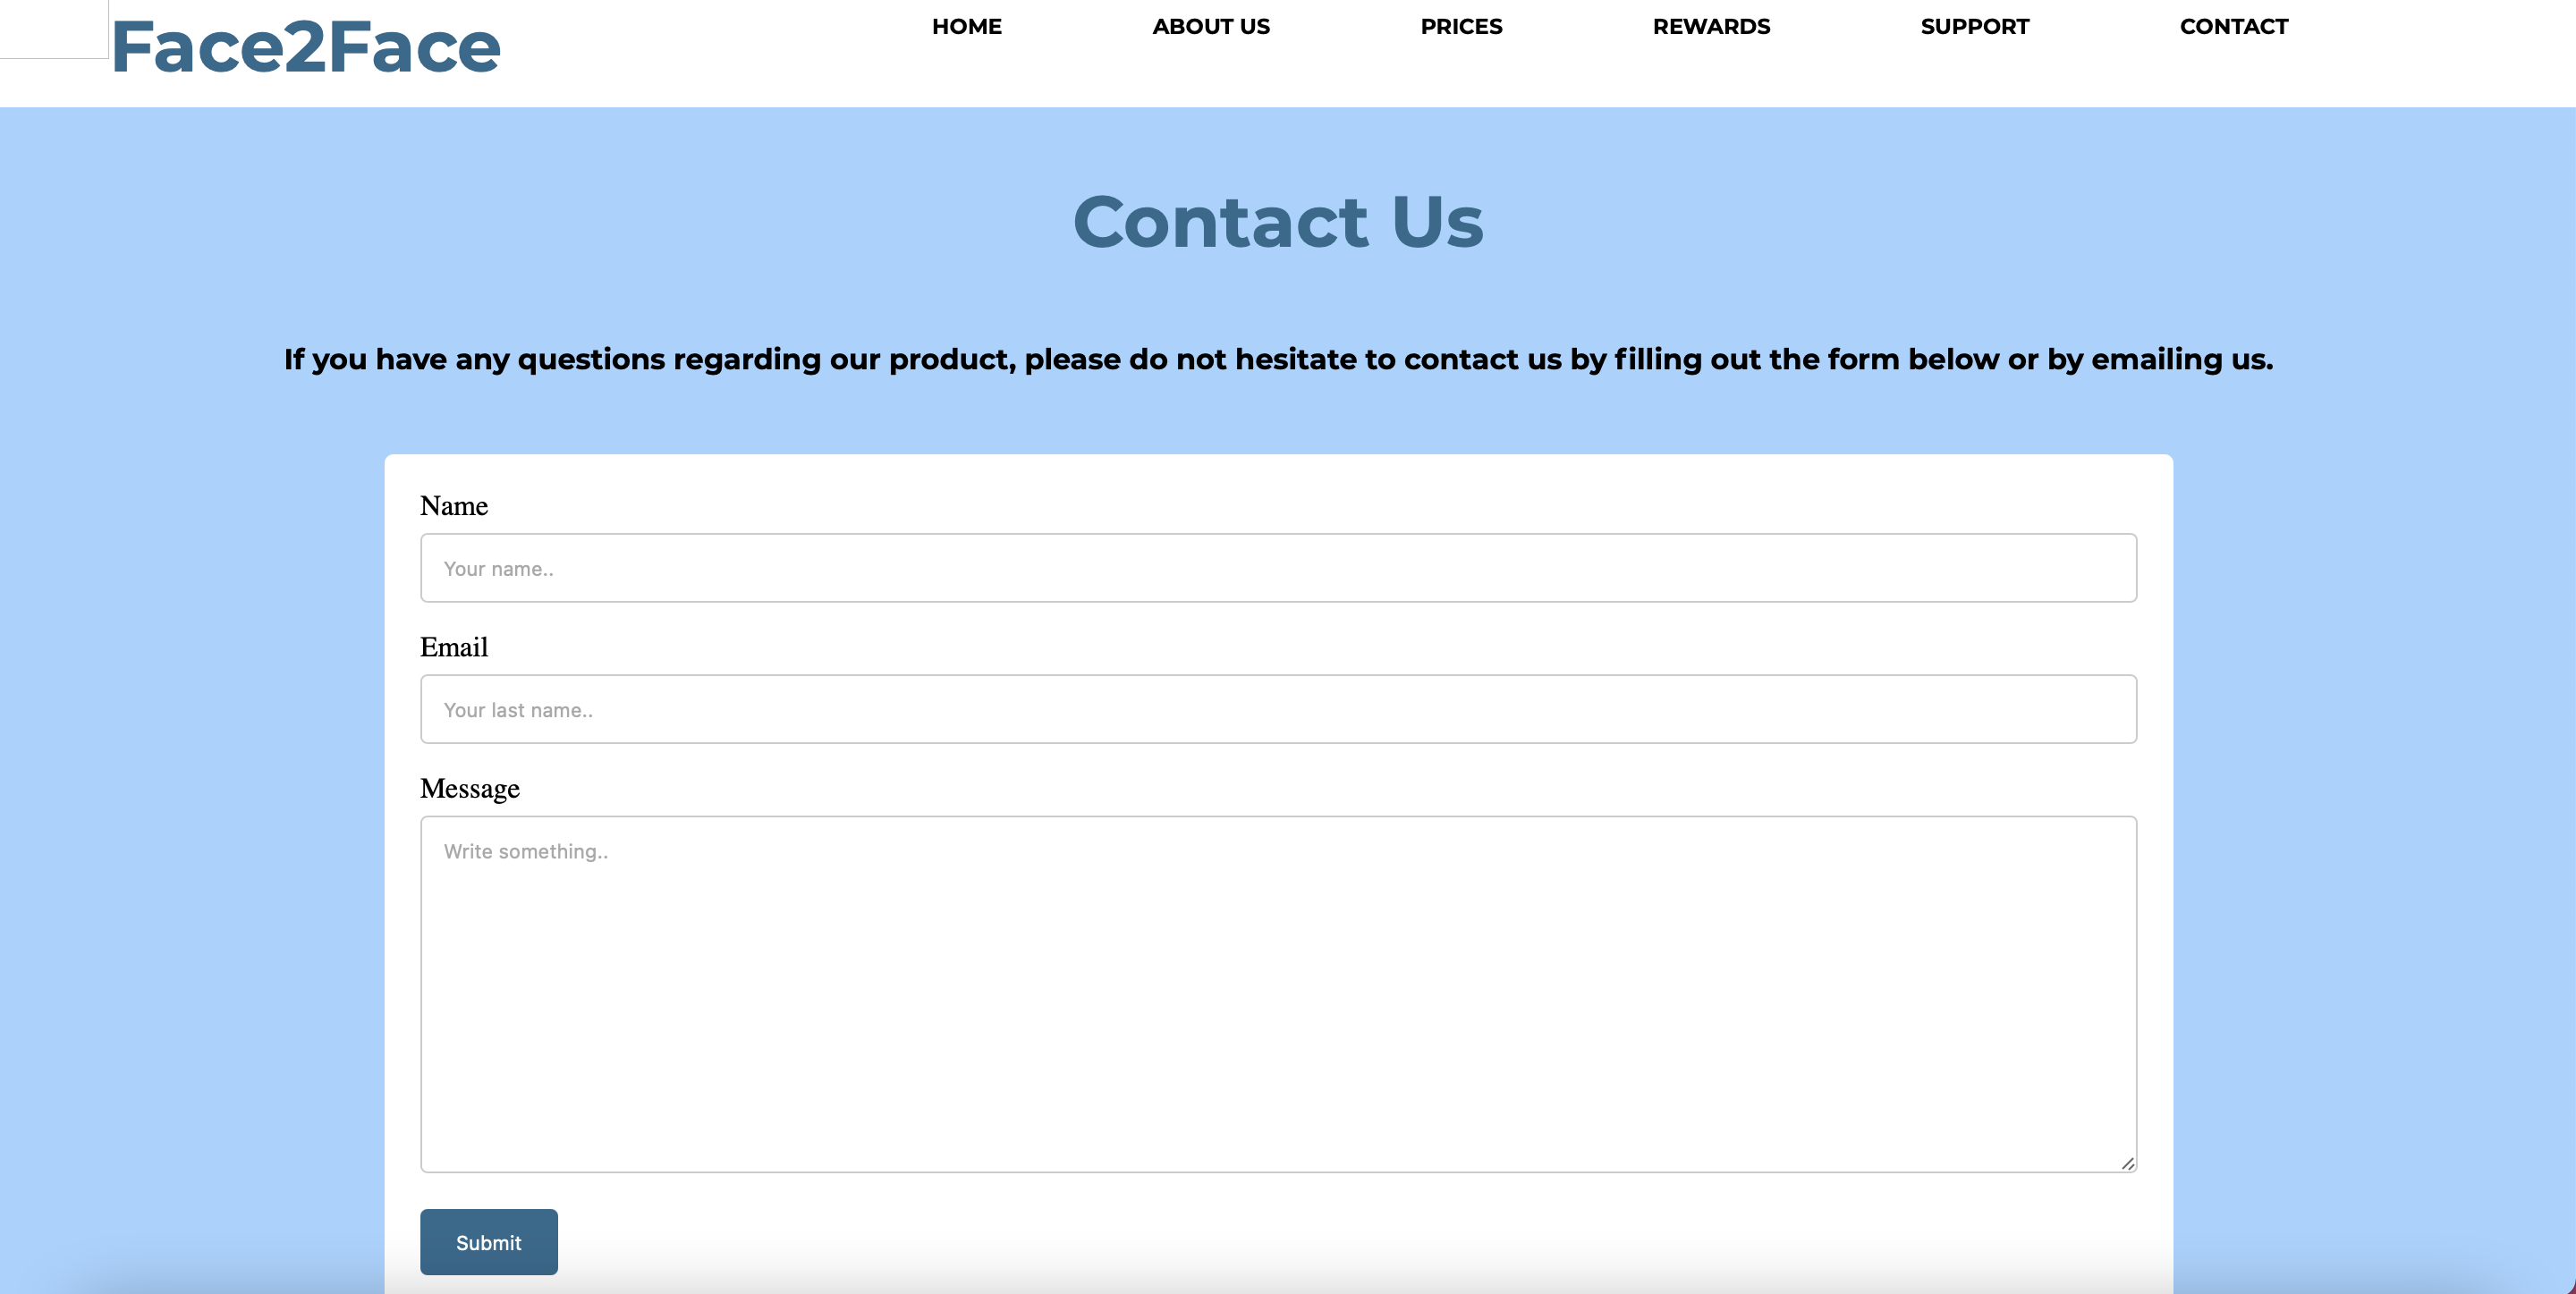 Face2Face
HOME ABOUT US PRICES REWARDS SUPPORT CONTACT
Contact Us
If you have any questions regarding our product, please do not hesitate to contact us by filling out the form below or by emailing us.
Name
Your name..
Email
Your last name..
Message
Write something..
Submit